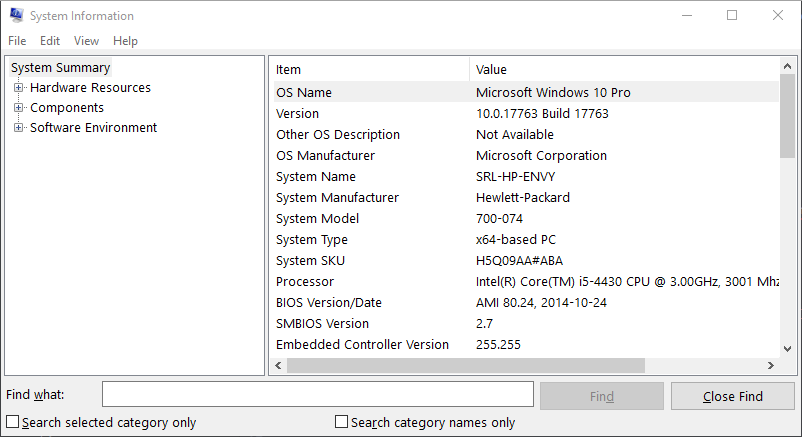 System Information
File Edit View Help
System Summary
Hardware Resources
Components
Software Environment
Item Value
OS Name Microsoft Windows 10 Pro
Version 10.0.17763 Build 17763
Other OS Description Not Available
OS Manufacturer Microsoft Corporation
System Name SRL-HP-ENVY
System Manufacturer Hewlett-Packard
System Model 700-074
System Type x64-based PC
System SKU H5Q09AA#ABA
Processor Intel(R) Core(TM) i5-4430 CPU @ 3.00GHz, 3001 Mhz
BIOS Version/Date AMI 80.24, 2014-10-24
SMBIOS Version 2.7
Embedded Controller Version 255.255
Find what: Find Close Find
Search selected category only Search category names only